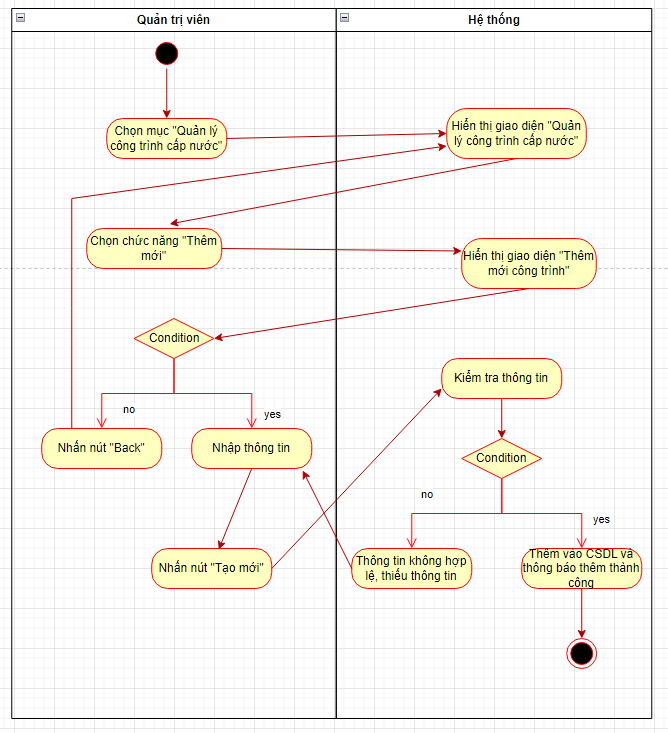 Quản trị viên
Hệ thống
Chọn mục "Quản lý
công trình cấp nước"
Hiển thị giao diện "Quản
lý công trình cấp nước"
Chọn chức năng "Thêm
mới"
Hiển thị giao diện "Thêm
mới công trình"
Condition
no
yes
Nhấn nút "Back"
Nhập thông tin
Kiểm tra thông tin
Condition
no
yes
Nhấn nút "Tạo mới"
Thông tin không hợp
lệ, thiếu thông tin
Thêm vào CSDL và
thông báo thêm thành
công